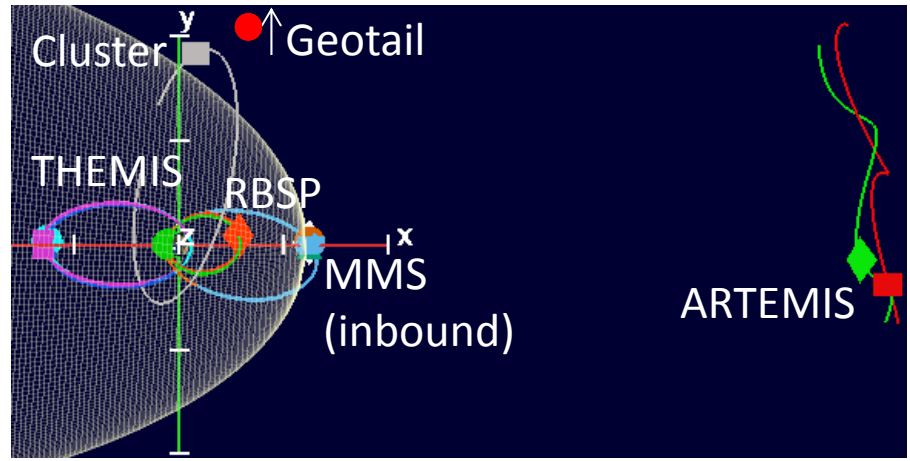 y
Cluster
Geotail
THEMIS
RBSP
z
x
MMS
(inbound)
ARTEMIS